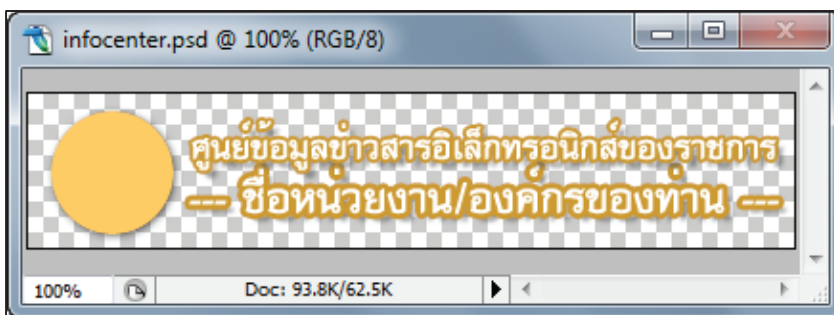 infocenter.psd @ 100% (RGB/8)
ศูนย์ข้อมูลข่าวสารอิเล็กทรอนิกส์ของราชการ
--- ชื่อหน่วยงาน/องค์กรของท่าน ---
100%
Doc: 93.8K/62.5K